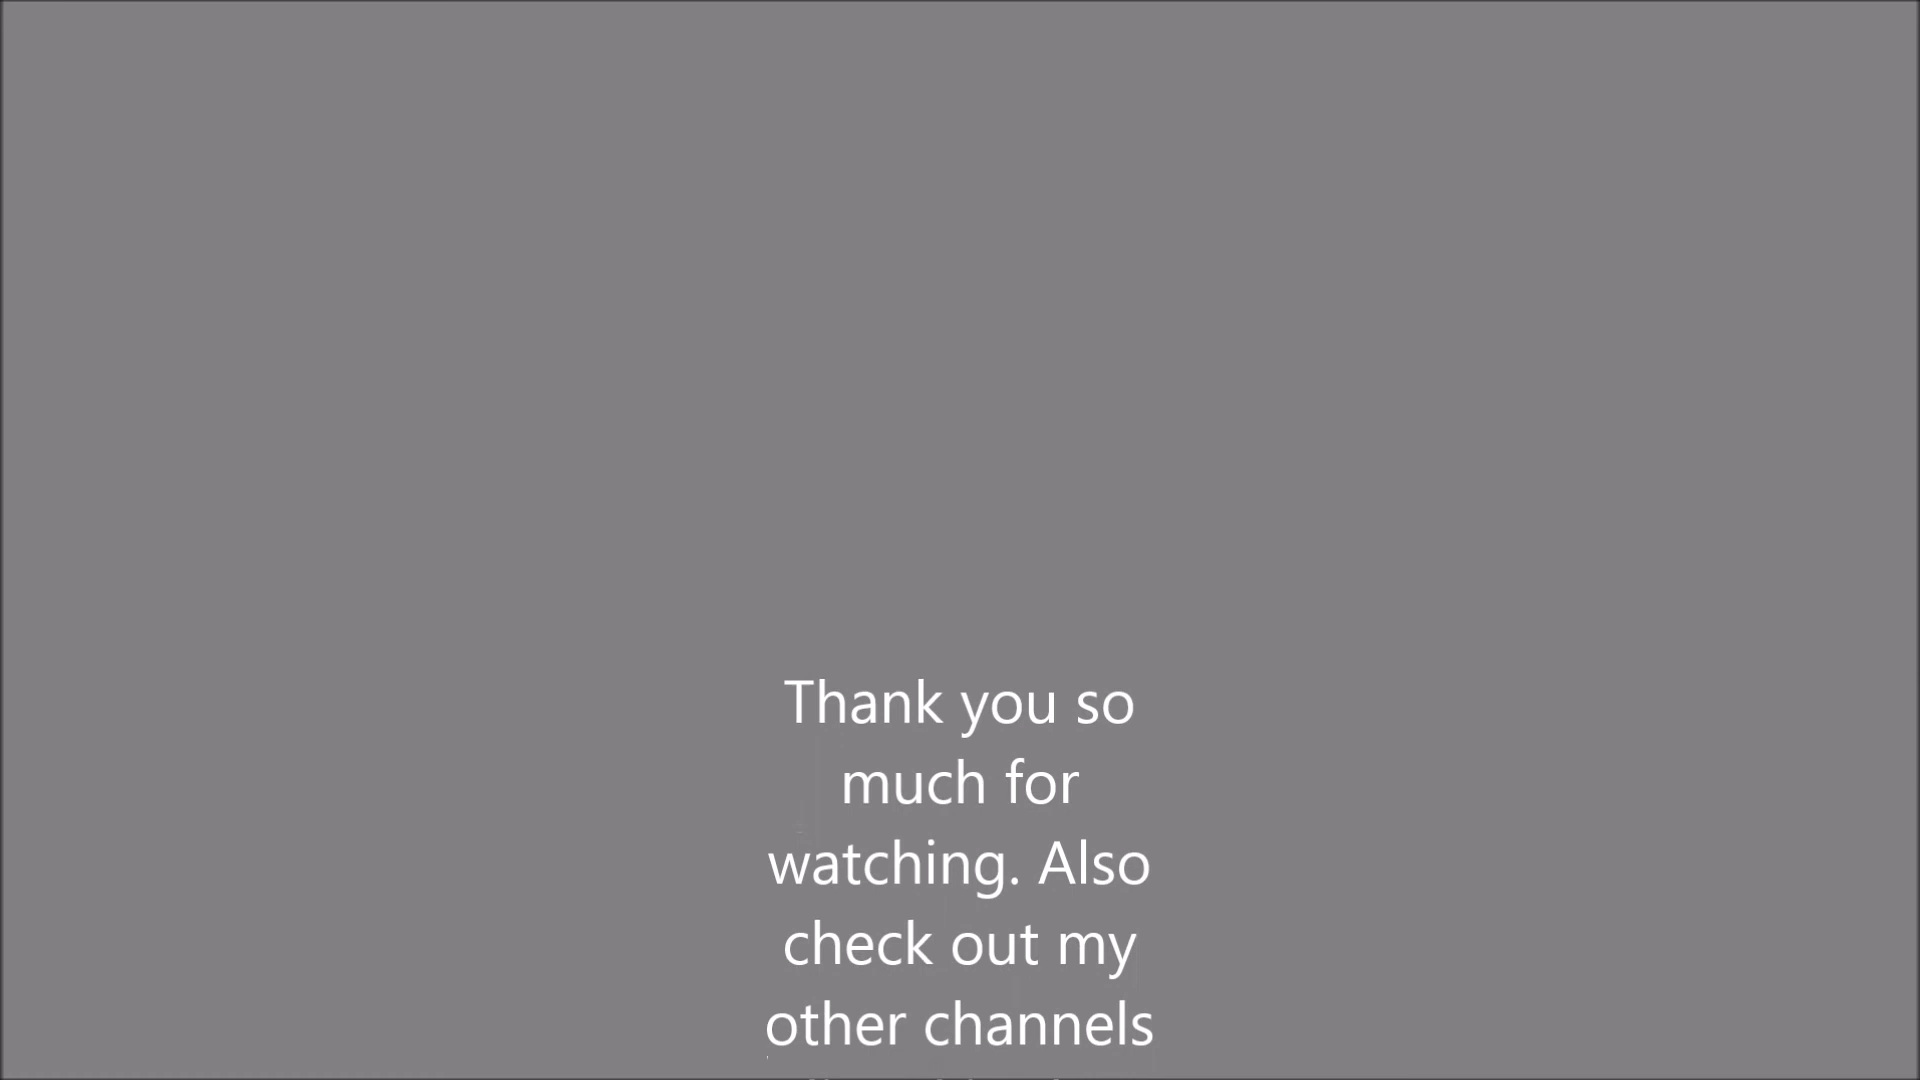 Thank you so
much for
watching. Also
check out my
other channels